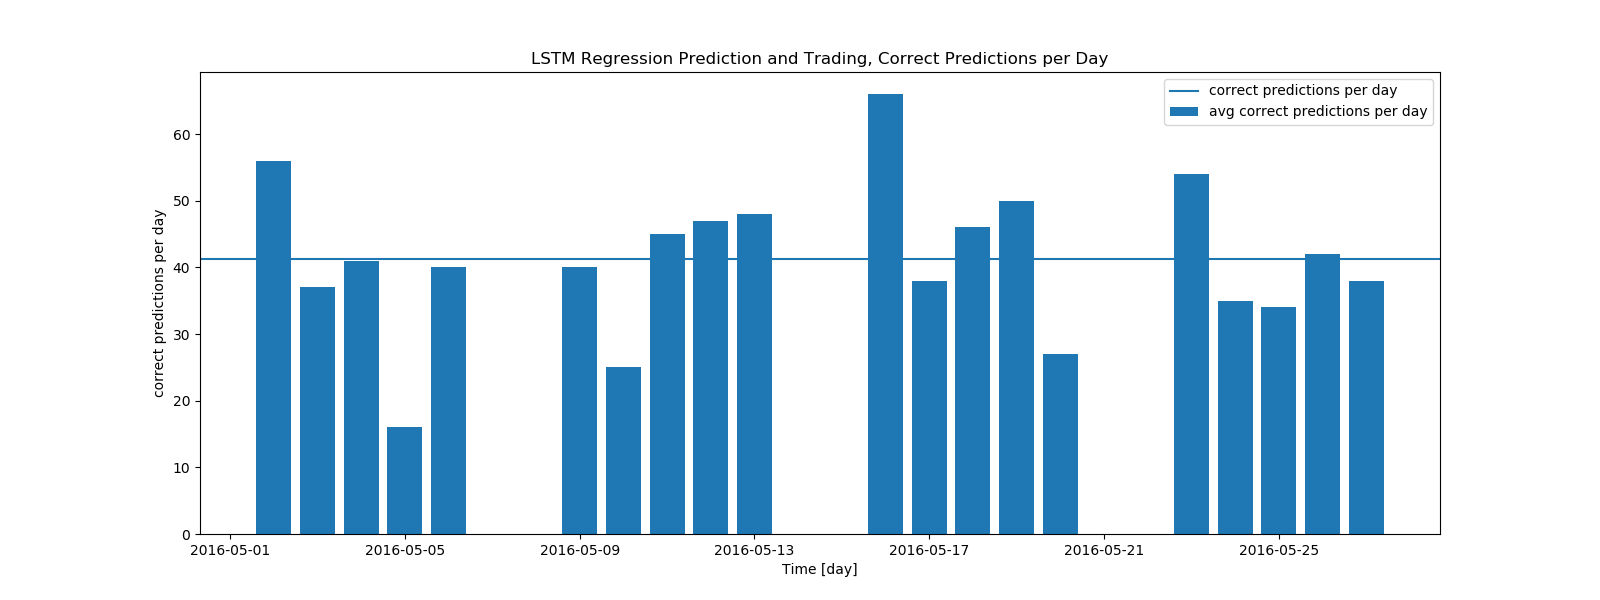 LSTM Regression Prediction and Trading, Correct Predictions per Day
correct predictions per day
avg correct predictions per day
correct predictions per day
60
50
40
30
20
10
0
2016-05-01 2016-05-05 2016-05-09 2016-05-13 2016-05-17 2016-05-21 2016-05-25
Time [day]